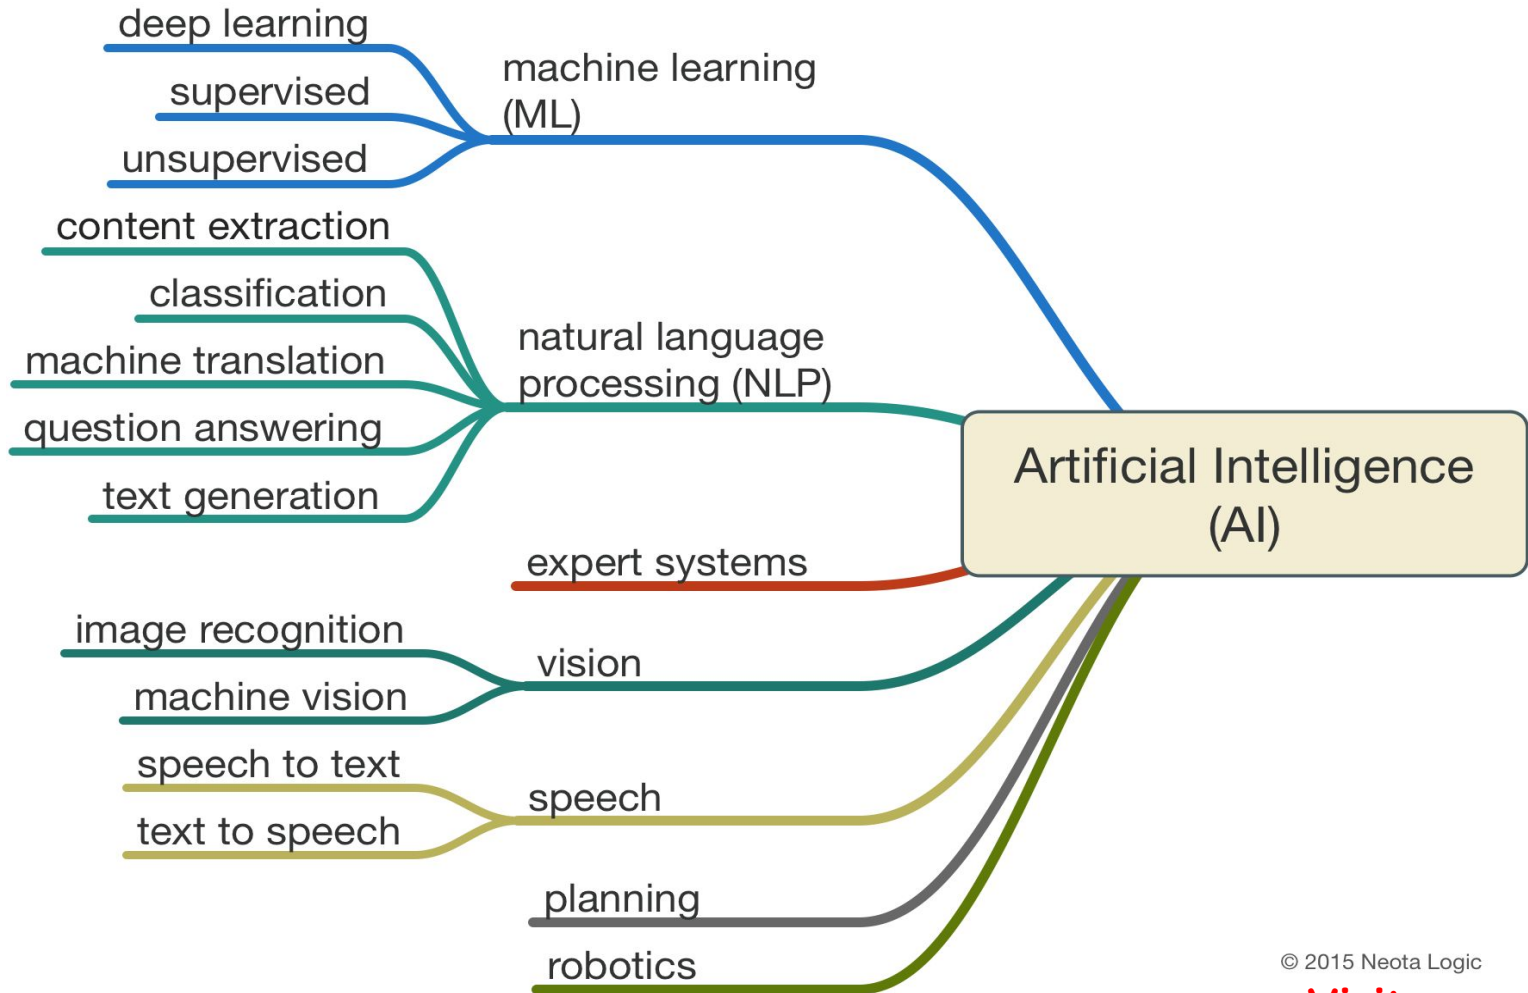 deep learning
supervised
unsupervised
machine learning
(ML)
content extraction
classification
machine translation
question answering
text generation
natural language
processing (NLP)
expert systems
image recognition
machine vision
vision
speech to text
text to speech
speech
planning
robotics
Artificial Intelligence
(AI)
© 2015 Neota Logic